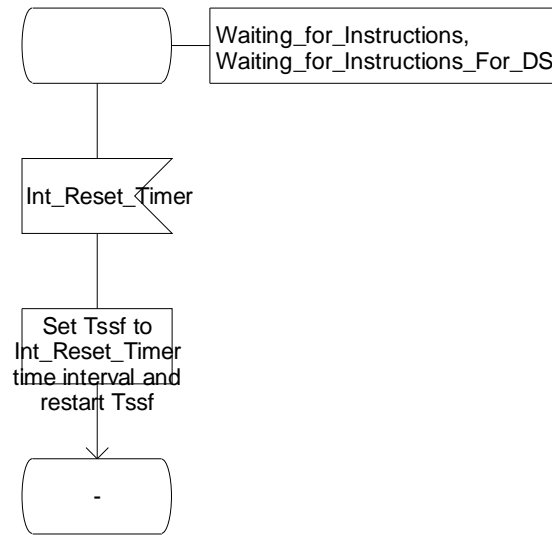 Waiting_for_Instructions,
Waiting_for_Instructions_For_DS
Int_Reset_Timer
Set Tssf to
Int_Reset_Timer
time interval and
restart Tssf
-